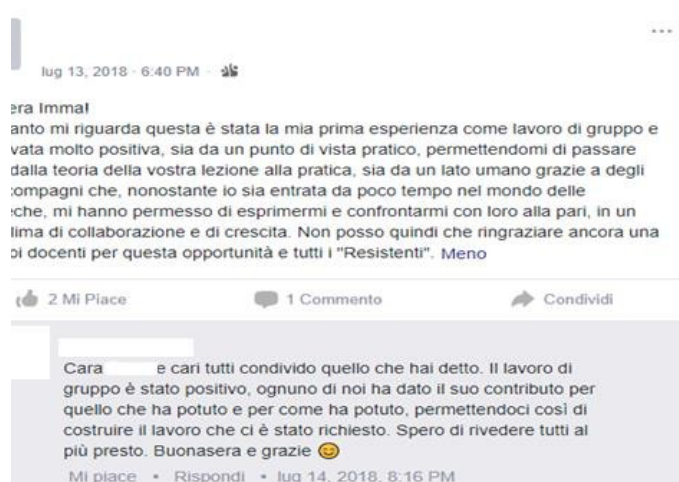 lug 13, 2018 · 6:40 PM ·
era Imma!
anto mi riguarda questa è stata la mia prima esperienza come lavoro di gruppo e
vata molto positiva, sia da un punto di vista pratico, permettendomi di passare
dalla teoria della vostra lezione alla pratica, sia da un lato umano grazie a degli
compagni che, nonostante io sia entrata da poco tempo nel mondo delle
eche, mi hanno permesso di esprimermi e confrontarmi con loro alla pari, in un
lima di collaborazione e di crescita. Non posso quindi che ringraziare ancora una
oi docenti per questa opportunità e tutti i "Resistenti". Meno
2 Mi Piace 1 Commento Condividi
Cara e cari tutti condivido quello che hai detto. Il lavoro di
gruppo è stato positivo, ognuno di noi ha dato il suo contributo per
quello che ha potuto e per come ha potuto, permettendoci così di
costruire il lavoro che ci è stato richiesto. Spero di rivedere tutti al
più presto. Buonasera e grazie 😊
Mi piace • Rispondi • lug 14, 2018, 8:16 PM